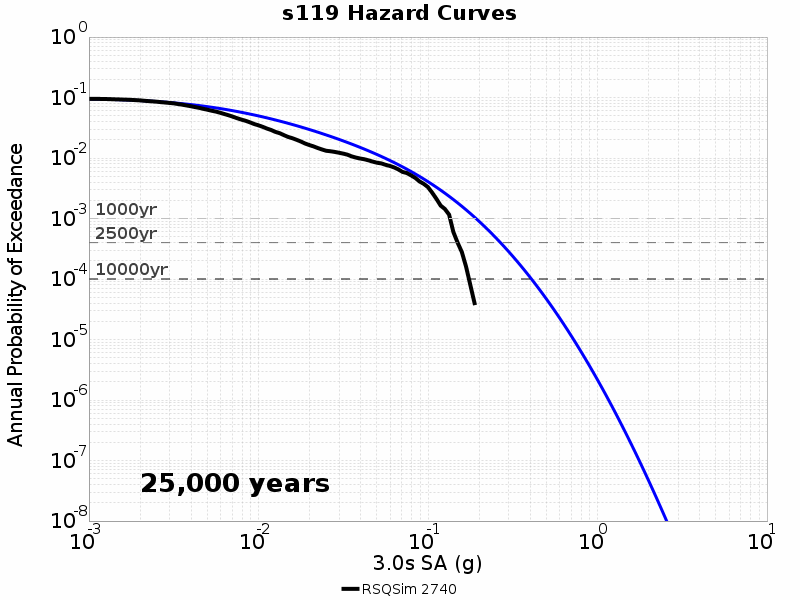 s119 Hazard Curves
Annual Probability of Exceedance
10^0
10^-1
10^-2
10^-3
10^-4
10^-5
10^-6
10^-7
10^-8
1000yr
2500yr
10000yr
25,000 years
10^-3
10^-2
10^-1
10^0
10^1
3.0s SA (g)
RSQSim 2740